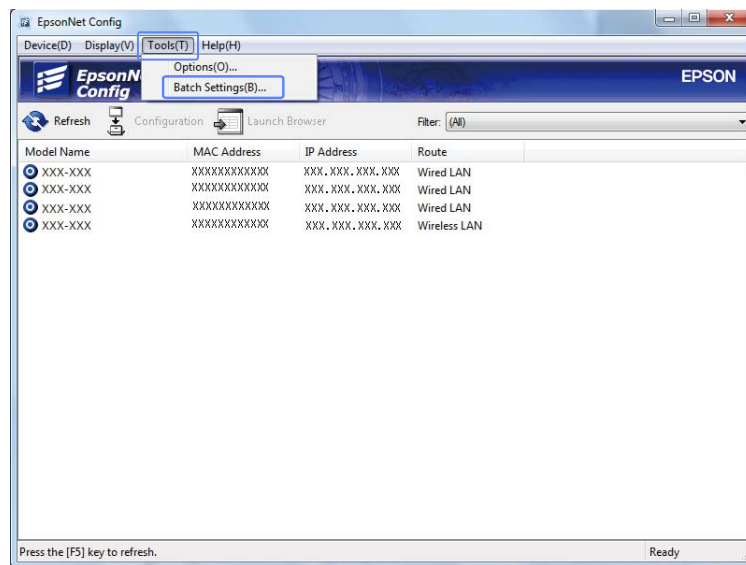 EpsonNet Config
Device(D) Display(V) Tools(T) Help(H)
Options(O)...
Batch Settings(B)...
EpsonN
Config
EPSON
Refresh Configuration Launch Browser Filter: (All)
Model Name MAC Address IP Address Route
XXX-XXX XXXXXXXXXXXX XXX.XXX.XXX.XXX Wired LAN
XXX-XXX XXXXXXXXXXXX XXX.XXX.XXX.XXX Wired LAN
XXX-XXX XXXXXXXXXXXX XXX.XXX.XXX.XXX Wired LAN
XXX-XXX XXXXXXXXXXXX XXX.XXX.XXX.XXX Wireless LAN
Press the [F5] key to refresh. Ready